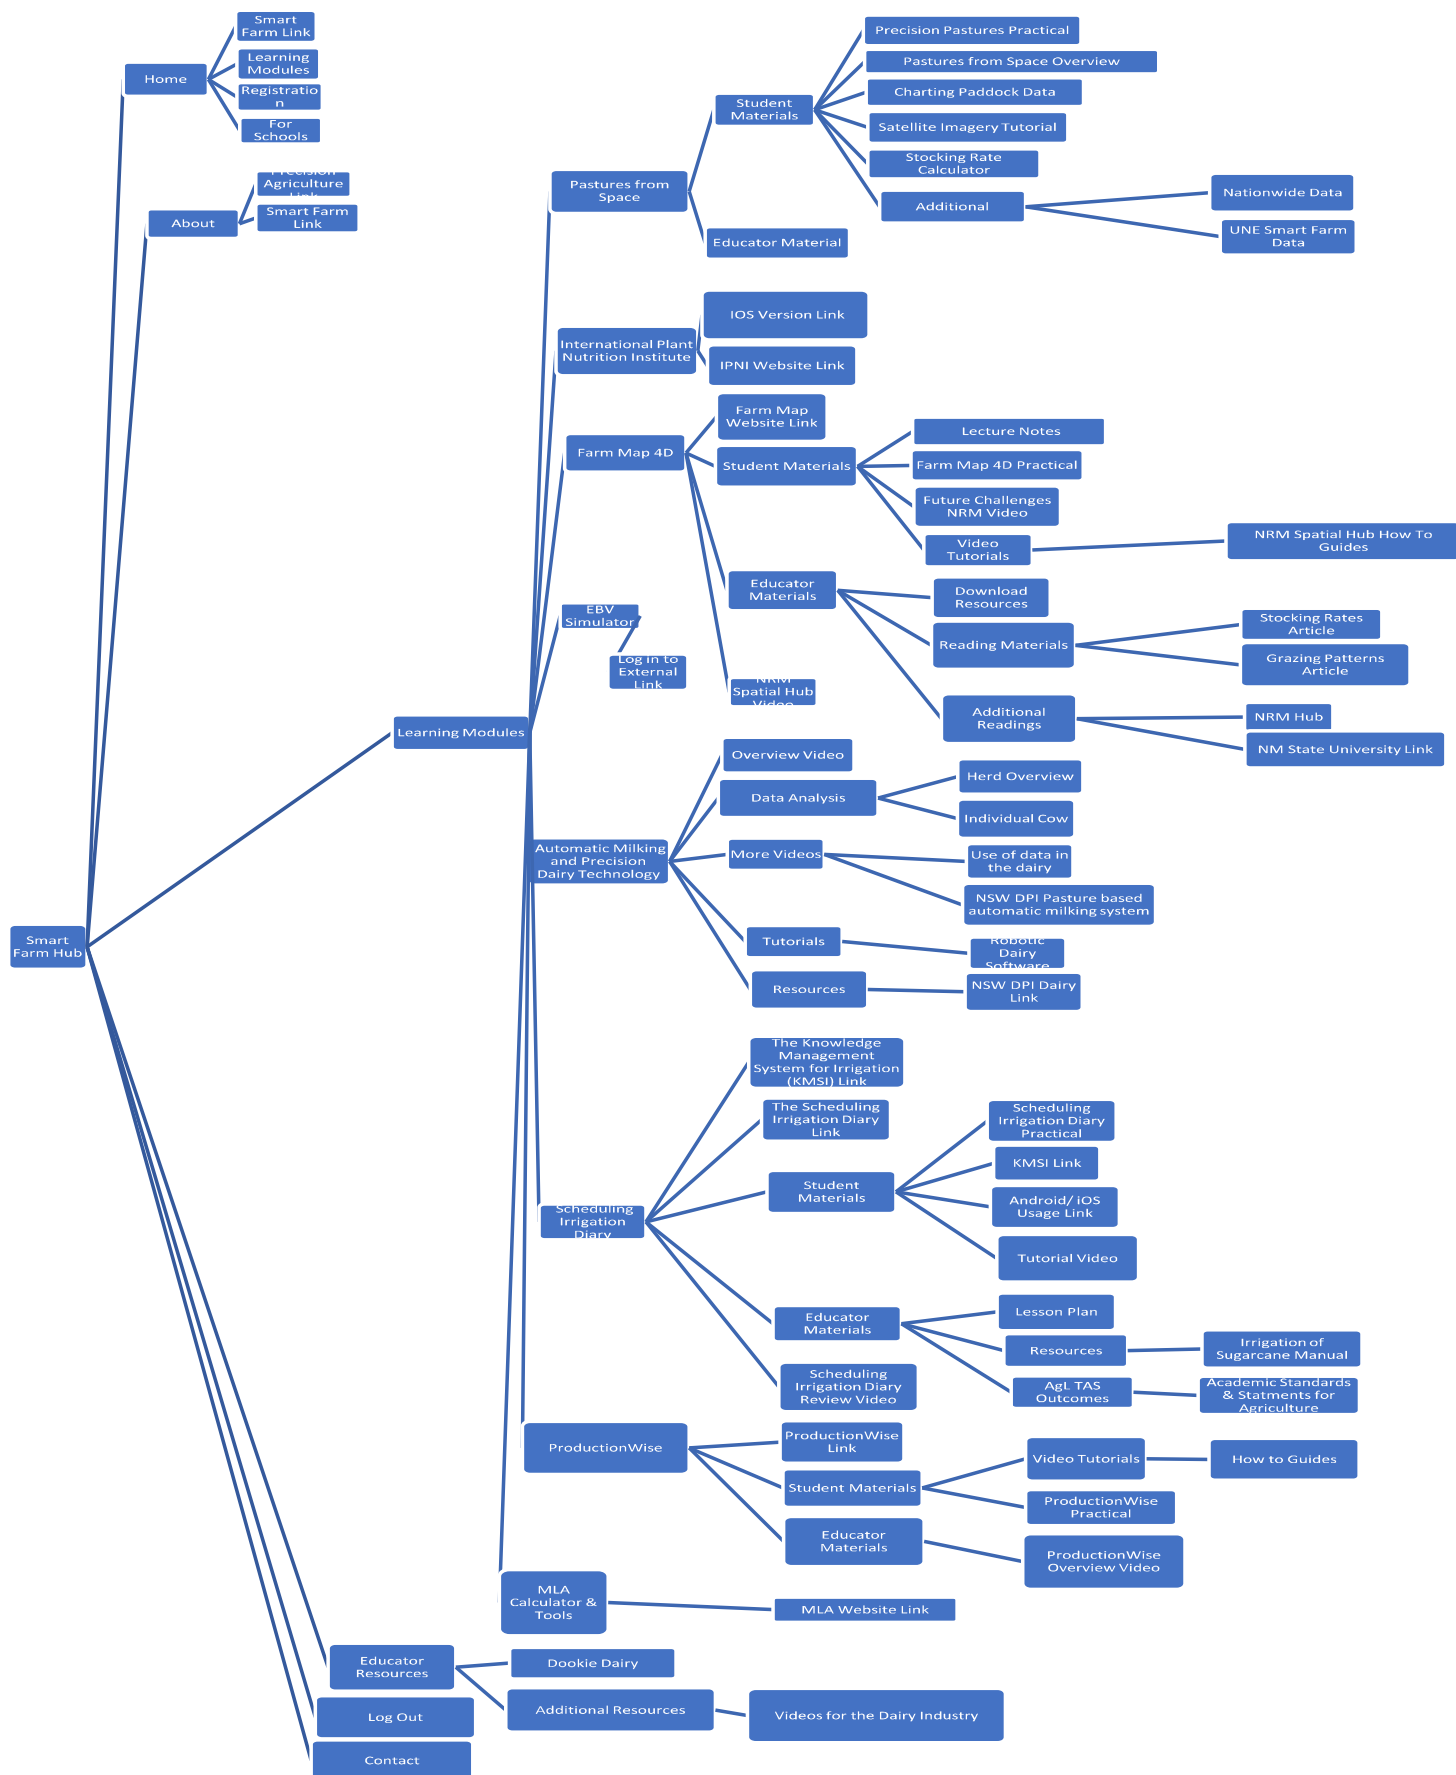 Smart
Farm Link
Learning
Modules
Home
Registratio
n
For
Schools
Precision
Agriculture
Link
Smart Farm
Link
About
Precision Pastures Practical
Pastures from Space Overview
Charting Paddock Data
Student
Materials
Satellite Imagery Tutorial
Stocking Rate
Calculator
Pastures from
Space
Additional
Nationwide Data
UNE Smart Farm
Data
Educator Material
IOS Version Link
International Plant
Nutrition Institute
IPNI Website Link
Farm Map
Website Link
Farm Map 4D
Student Materials
Lecture Notes
Farm Map 4D Practical
Future Challenges
NRM Video
Video
Tutorials
NRM Spatial Hub How To
Guides
Educator
Materials
Download
Resources
Reading Materials
Stocking Rates
Article
Grazing Patterns
Article
Additional
Readings
NRM Hub
NM State University Link
NRM
Spatial Hub
Video
EBV
Simulator
Log in to
External
Link
Learning Modules
Overview Video
Data Analysis
Herd Overview
Individual Cow
Automatic Milking
and Precision
Dairy Technology
More Videos
Use of data in
the dairy
NSW DPI Pasture based
automatic milking system
Tutorials
Robotic
Dairy
Software
Resources
NSW DPI Dairy
Link
Smart
Farm Hub
The Knowledge
Management
System for Irrigation
(KMSI) Link
The Scheduling
Irrigation Diary
Link
Student
Materials
Scheduling
Irrigation Diary
Practical
KMSI Link
Android/ iOS
Usage Link
Tutorial Video
Scheduling
Irrigation
Diary
Educator
Materials
Lesson Plan
Resources
Irrigation of
Sugarcane Manual
AgL TAS
Outcomes
Academic Standards
& Statments for
Agriculture
Scheduling
Irrigation Diary
Review Video
ProductionWise
ProductionWise
Link
Student Materials
Video Tutorials
How to Guides
ProductionWise
Practical
Educator
Materials
ProductionWise
Overview Video
MLA
Calculator &
Tools
MLA Website Link
Educator
Resources
Dookie Dairy
Additional Resources
Videos for the Dairy Industry
Log Out
Contact